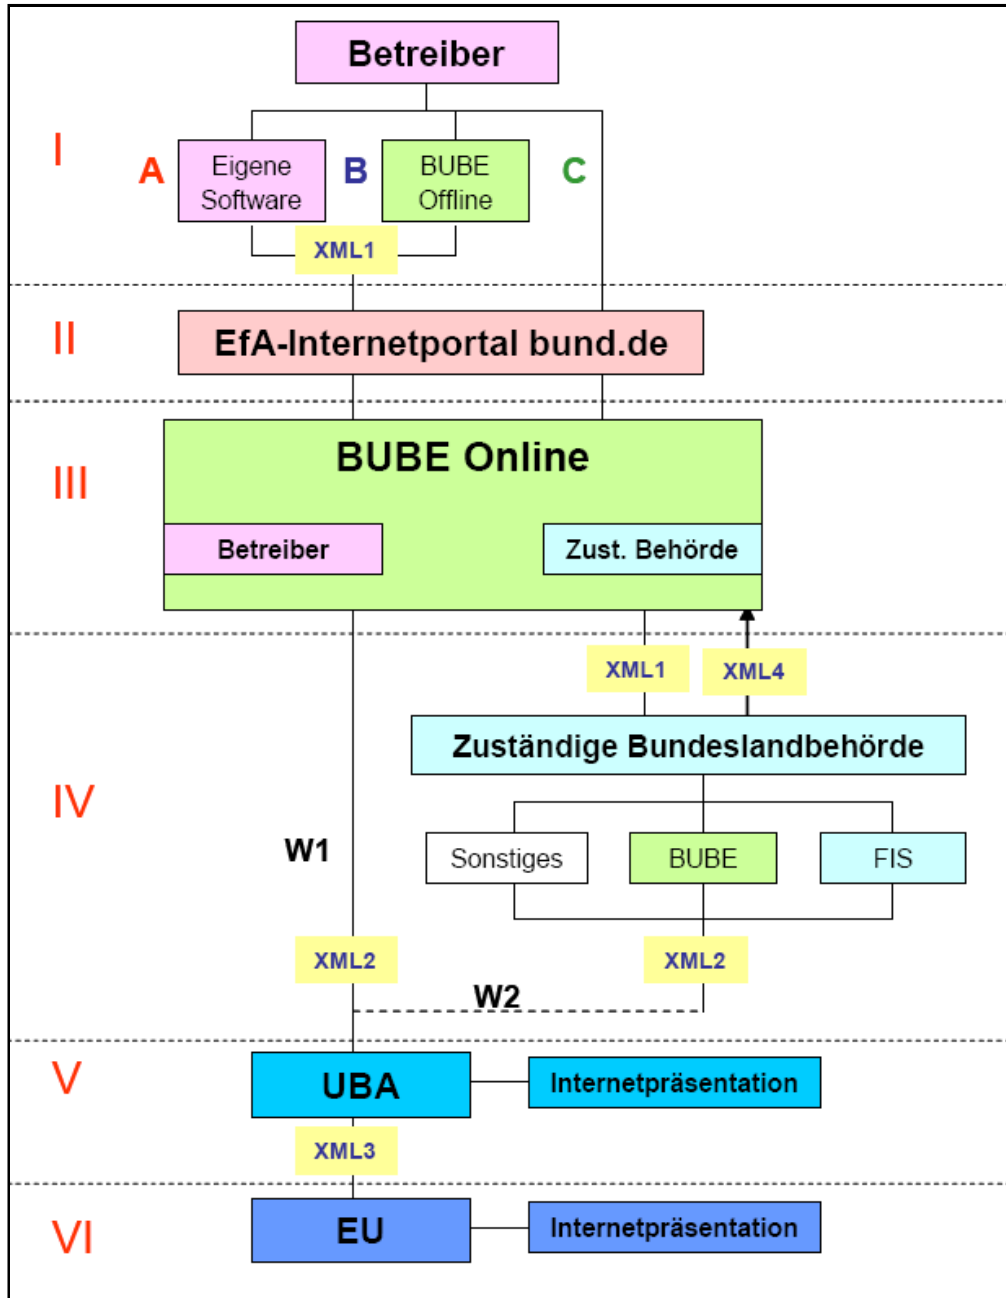 Betreiber
I
A
Eigene
Software
B
BUBE
Offline
C
XML1
II
EfA-Internetportal bund.de
III
BUBE Online
Betreiber
Zust. Behörde
XML1
XML4
Zuständige Bundeslandbehörde
IV
W1
Sonstiges
BUBE
FIS
XML2
XML2
W2
V
UBA
Internetpräsentation
XML3
VI
EU
Internetpräsentation